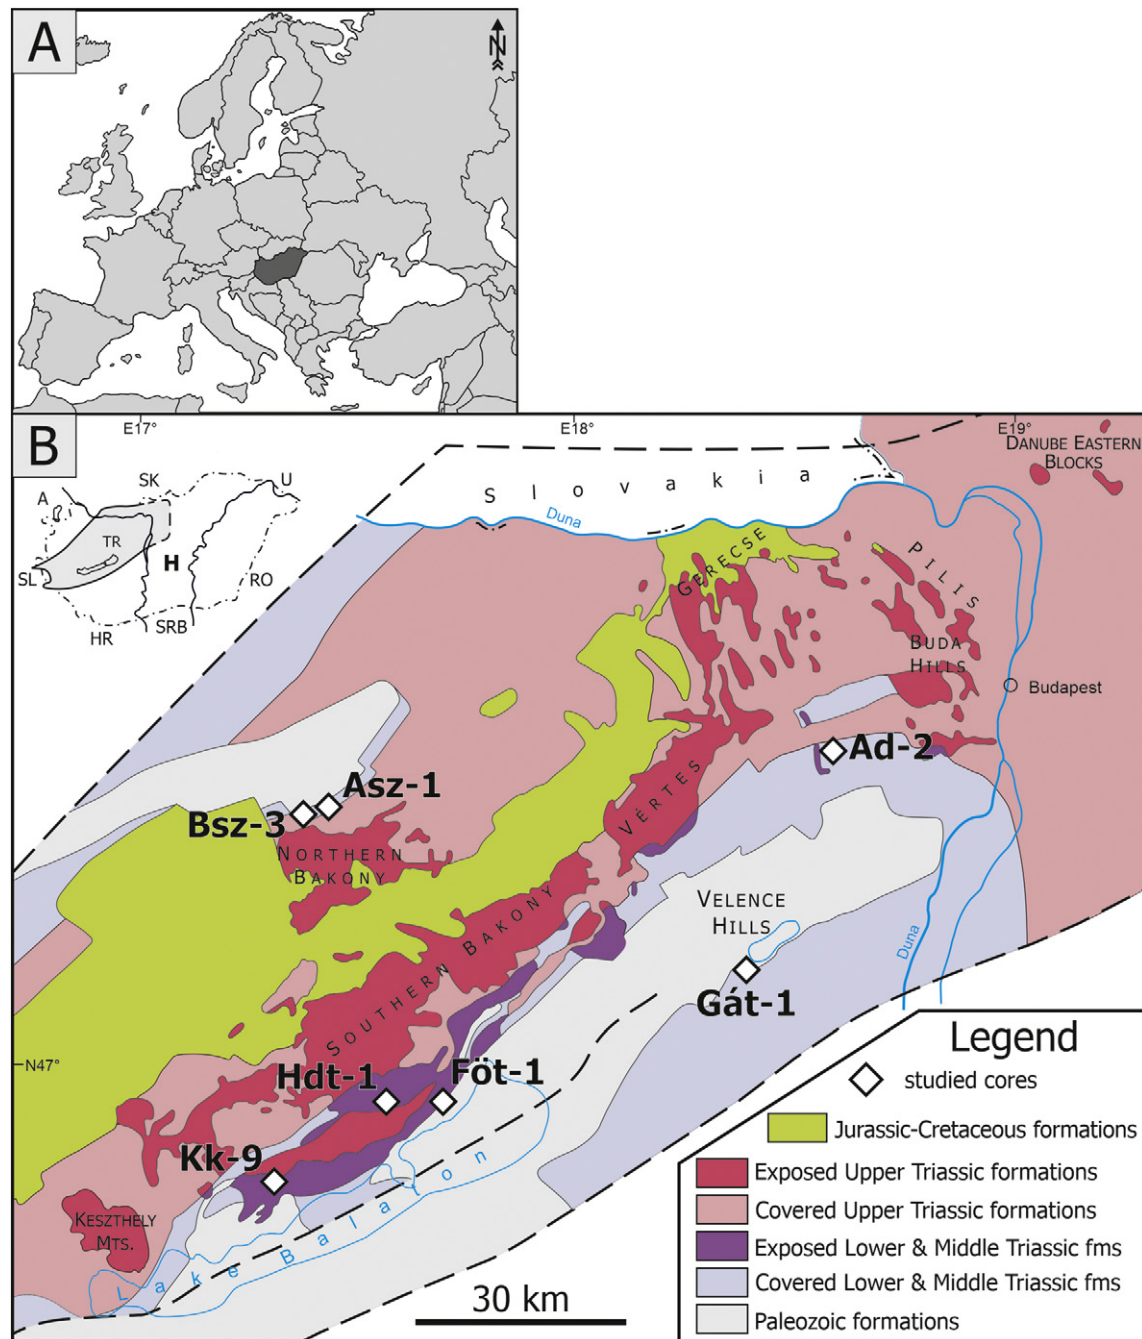 A
N
B
E17°
E18°
E19°
DANUBE EASTERN
BLOCKS
SK
U
A
TR
H
SL
RO
HR
SRB
Slovakia
Duna
GERECSE
PILIS
BUDA
HILLS
Budapest
Ad-2
Asz-1
Bsz-3
VÉRTES
NORTHERN
BAKONY
VELENCE
HILLS
SOUTHERN BAKONY
Duna
Gát-1
N47°
Hdt-1
Föt-1
Kk-9
KESZTHELY
MTS.
Lake Balaton
30 km
Legend
studied cores
Jurassic-Cretaceous formations
Exposed Upper Triassic formations
Covered Upper Triassic formations
Exposed Lower & Middle Triassic fms
Covered Lower & Middle Triassic fms
Paleozoic formations